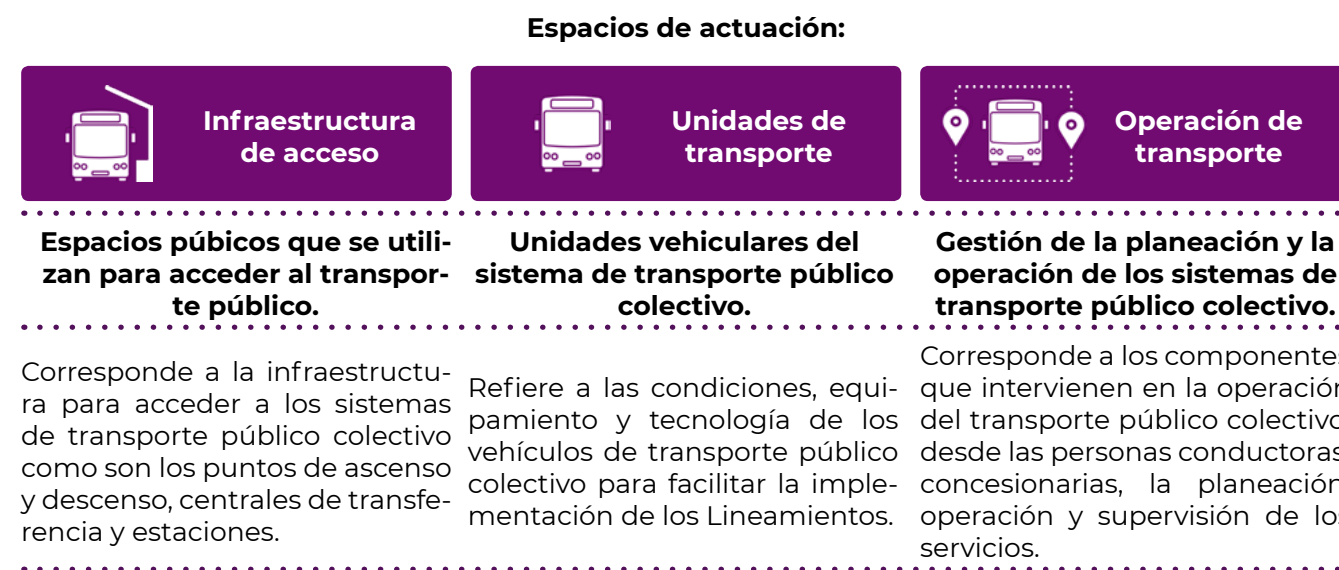 Espacios de actuación:
Infraestructura
de acceso
Unidades de
transporte
Operación de
transporte
Espacios púbicos que se utili-
zan para acceder al transpor-
te público.
Unidades vehiculares del
sistema de transporte público
colectivo.
Gestión de la planeación y la
operación de los sistemas de
transporte público colectivo.
Corresponde a la infraestructu-
ra para acceder a los sistemas
de transporte público colectivo
como son los puntos de ascenso
y descenso, centrales de transfe-
rencia y estaciones.
Refiere a las condiciones, equi-
pamiento y tecnología de los
vehículos de transporte público
colectivo para facilitar la imple-
mentación de los Lineamientos.
Corresponde a los componentes
que intervienen en la operación
del transporte público colectivo
desde las personas conductoras
concesionarias, la planeación
operación y supervisión de los
servicios.